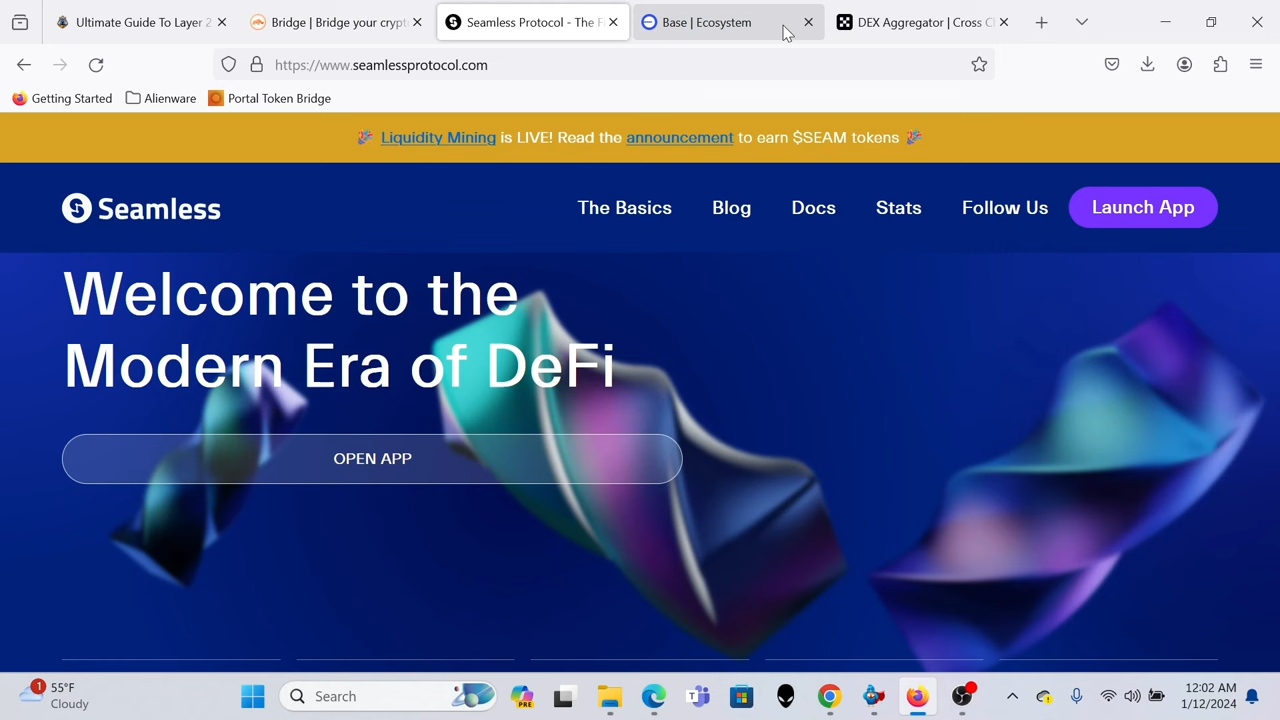 Ultimate Guide To Layer 2
Bridge | Bridge your crypt
Seamless Protocol - The F
Base | Ecosystem
DEX Aggregator | Cross C
https://www.seamlessprotocol.com
Getting Started
Alienware
Portal Token Bridge
🎉 Liquidity Mining is LIVE! Read the announcement to earn $SEAM tokens 🎉
Seamless
The Basics
Blog
Docs
Stats
Follow Us
Launch App
Welcome to the
Modern Era of DeFi
OPEN APP
1
55°F
Cloudy
Search
PRE
12:02 AM
1/12/2024